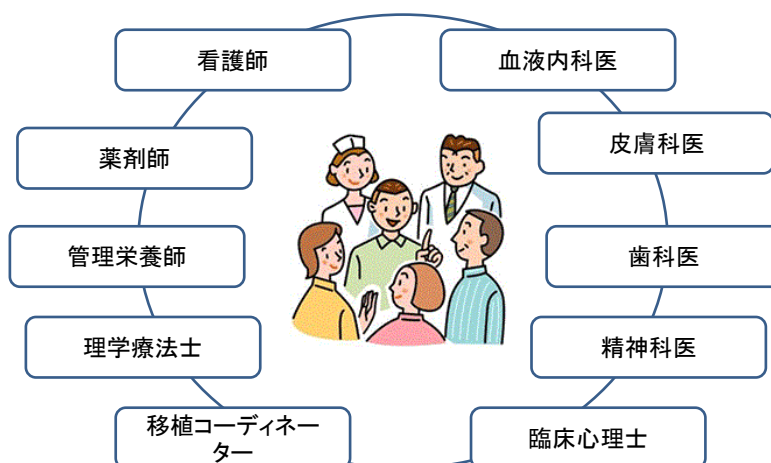 看護師
血液内科医
薬剤師
皮膚科医
管理栄養師
歯科医
理学療法士
精神科医
移植コーディネー
ター
臨床心理士